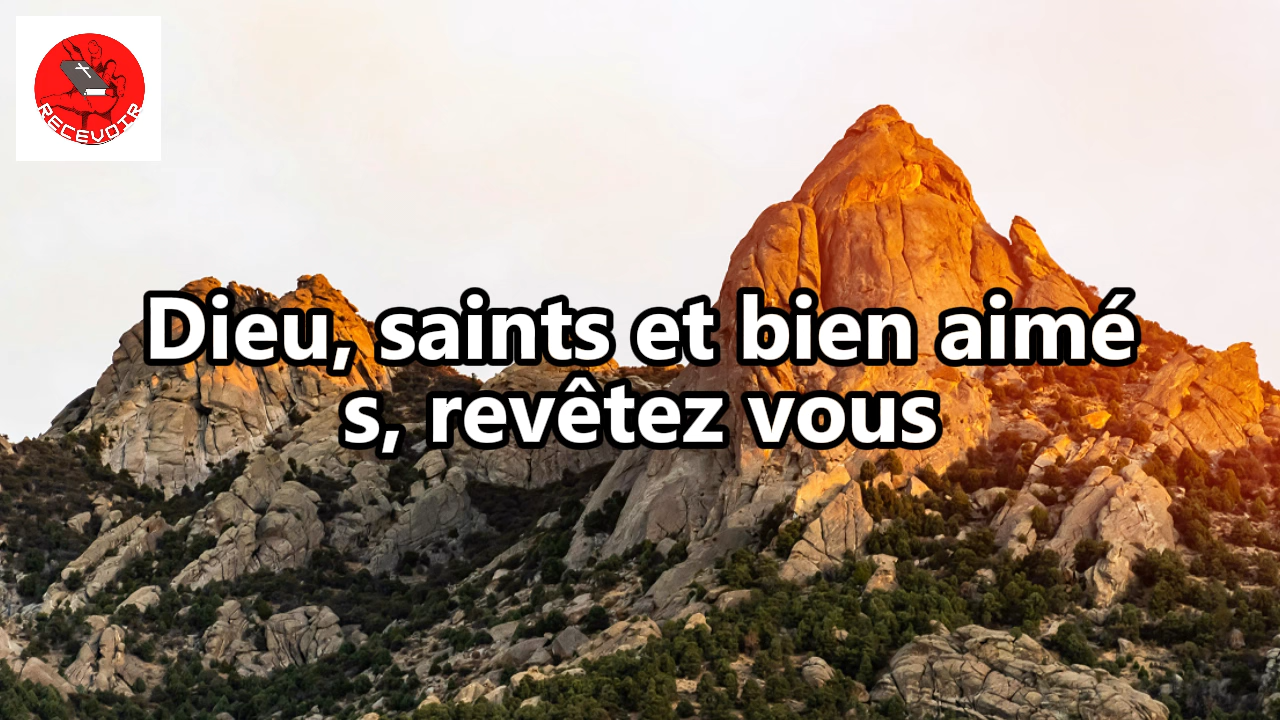 RECEVOIR
Dieu, saints et bien aimé
s, revêtez vous